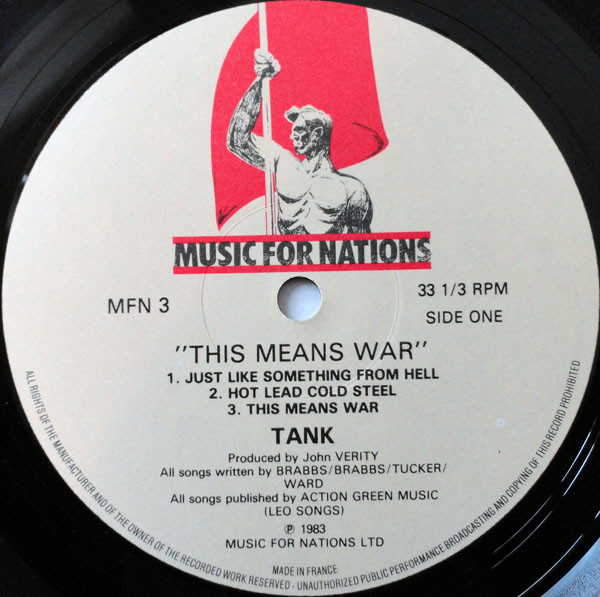 MUSIC FOR NATIONS
MFN 3
33 1/3 RPM
SIDE ONE
"THIS MEANS WAR"
1. JUST LIKE SOMETHING FROM HELL
2. HOT LEAD COLD STEEL
3. THIS MEANS WAR
TANK
Produced by John VERITY
All songs written by BRABBS/BRABBS/TUCKER/
WARD
All songs published by ACTION GREEN MUSIC
(LEO SONGS)
℗ 1983
MUSIC FOR NATIONS LTD
MADE IN FRANCE
ALL RIGHTS OF THE MANUFACTURER AND OF THE OWNER OF THE RECORDED WORK RESERVED - UNAUTHORIZED PUBLIC PERFORMANCE BROADCASTING AND COPYING OF THIS RECORD PROHIBITED